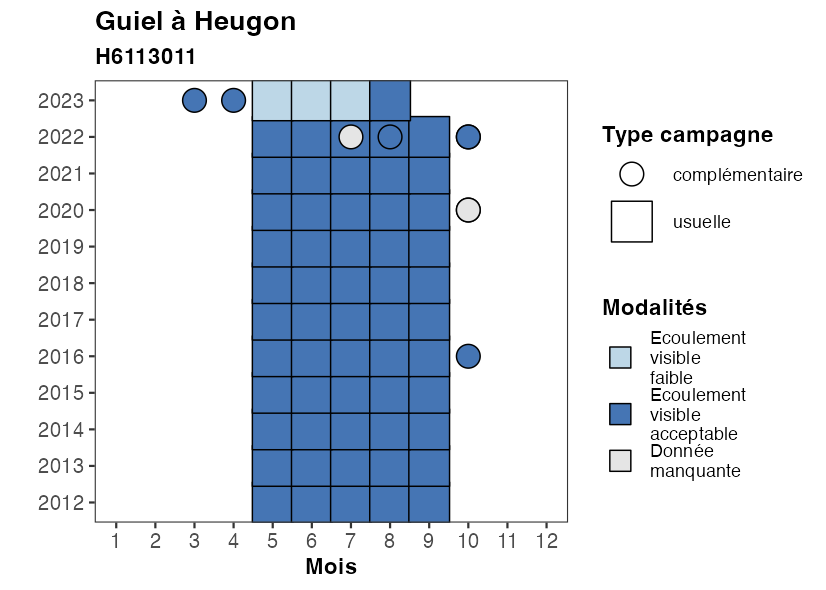 Guiel à Heugon
H6113011
2023
2022
2021
2020
2019
2018
2017
2016
2015
2014
2013
2012
1 2 3 4 5 6 7 8 9 10 11 12
Mois
Type campagne
complémentaire
usuelle
Modalités
Ecoulement
visible
faible
Ecoulement
visible
acceptable
Donnée
manquante